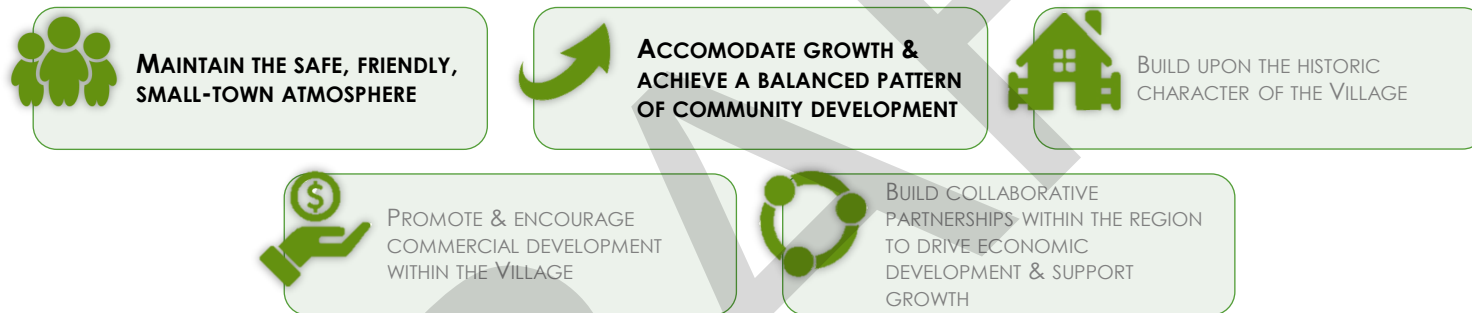 MAINTAIN THE SAFE, FRIENDLY,
SMALL-TOWN ATMOSPHERE
ACCOMODATE GROWTH &
ACHIEVE A BALANCED PATTERN
OF COMMUNITY DEVELOPMENT
BUILD UPON THE HISTORIC
CHARACTER OF THE VILLAGE
$
PROMOTE & ENCOURAGE
COMMERCIAL DEVELOPMENT
WITHIN THE VILLAGE
BUILD COLLABORATIVE
PARTNERSHIPS WITHIN THE REGION
TO DRIVE ECONOMIC
DEVELOPMENT & SUPPORT
GROWTH